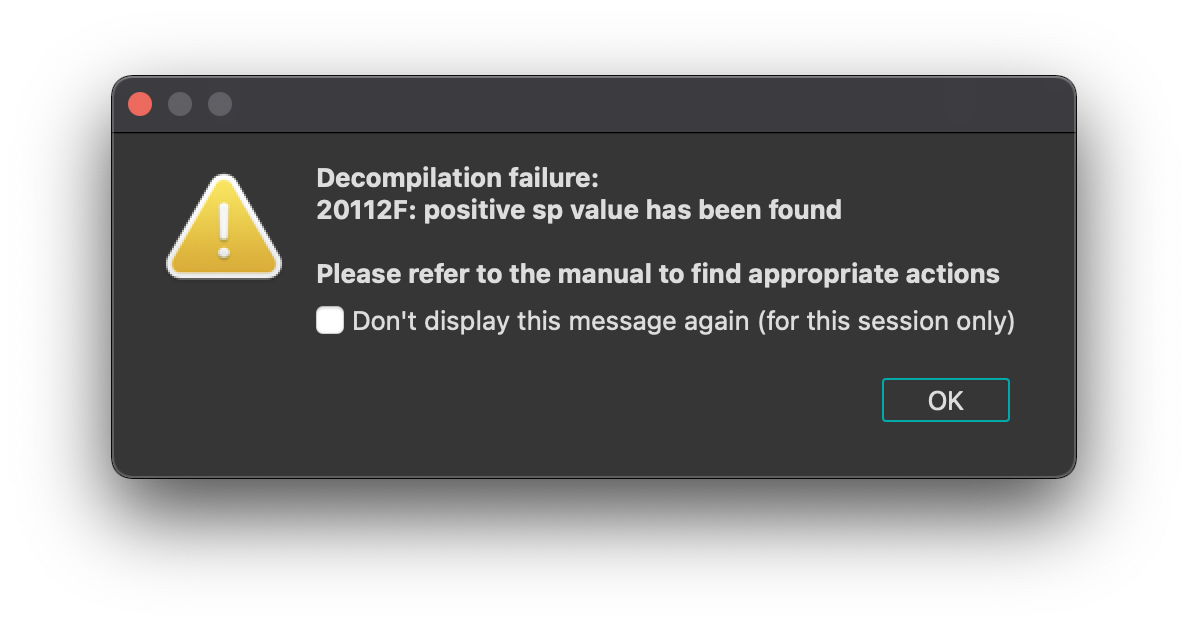 Decompilation failure:
20112F: positive sp value has been found
Please refer to the manual to find appropriate actions
Don't display this message again (for this session only)
OK